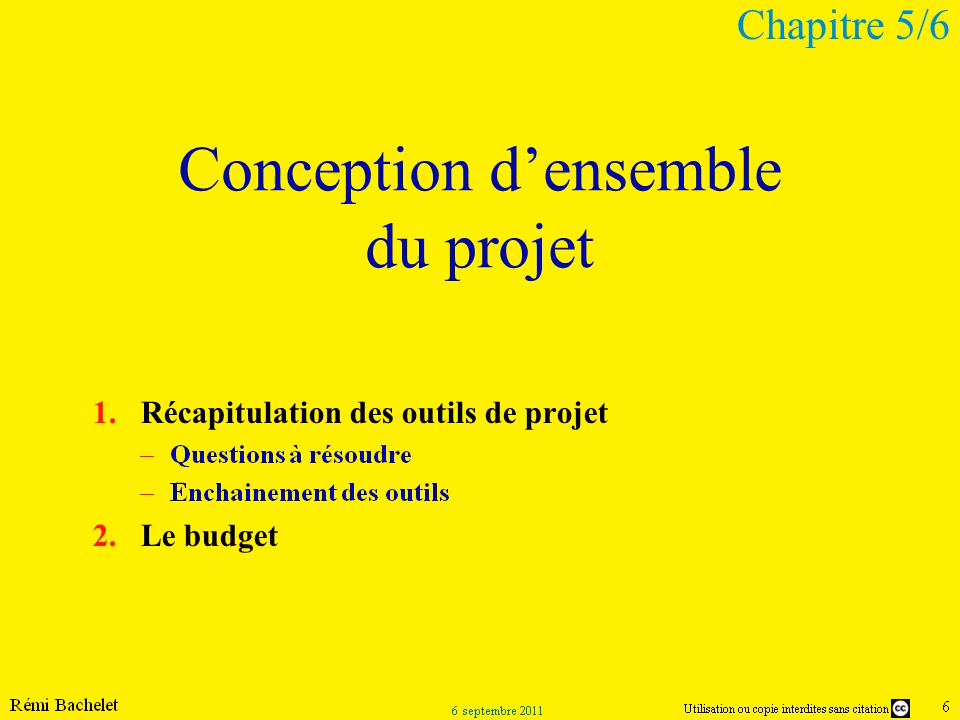 Chapitre 5/6
Conception d’ensemble
du projet
1. Récapitulation des outils de projet
– Questions à résoudre
– Enchainement des outils
2. Le budget
Rémi Bachelet
6 septembre 2011
Utilisation ou copie interdites sans citation
cc
6